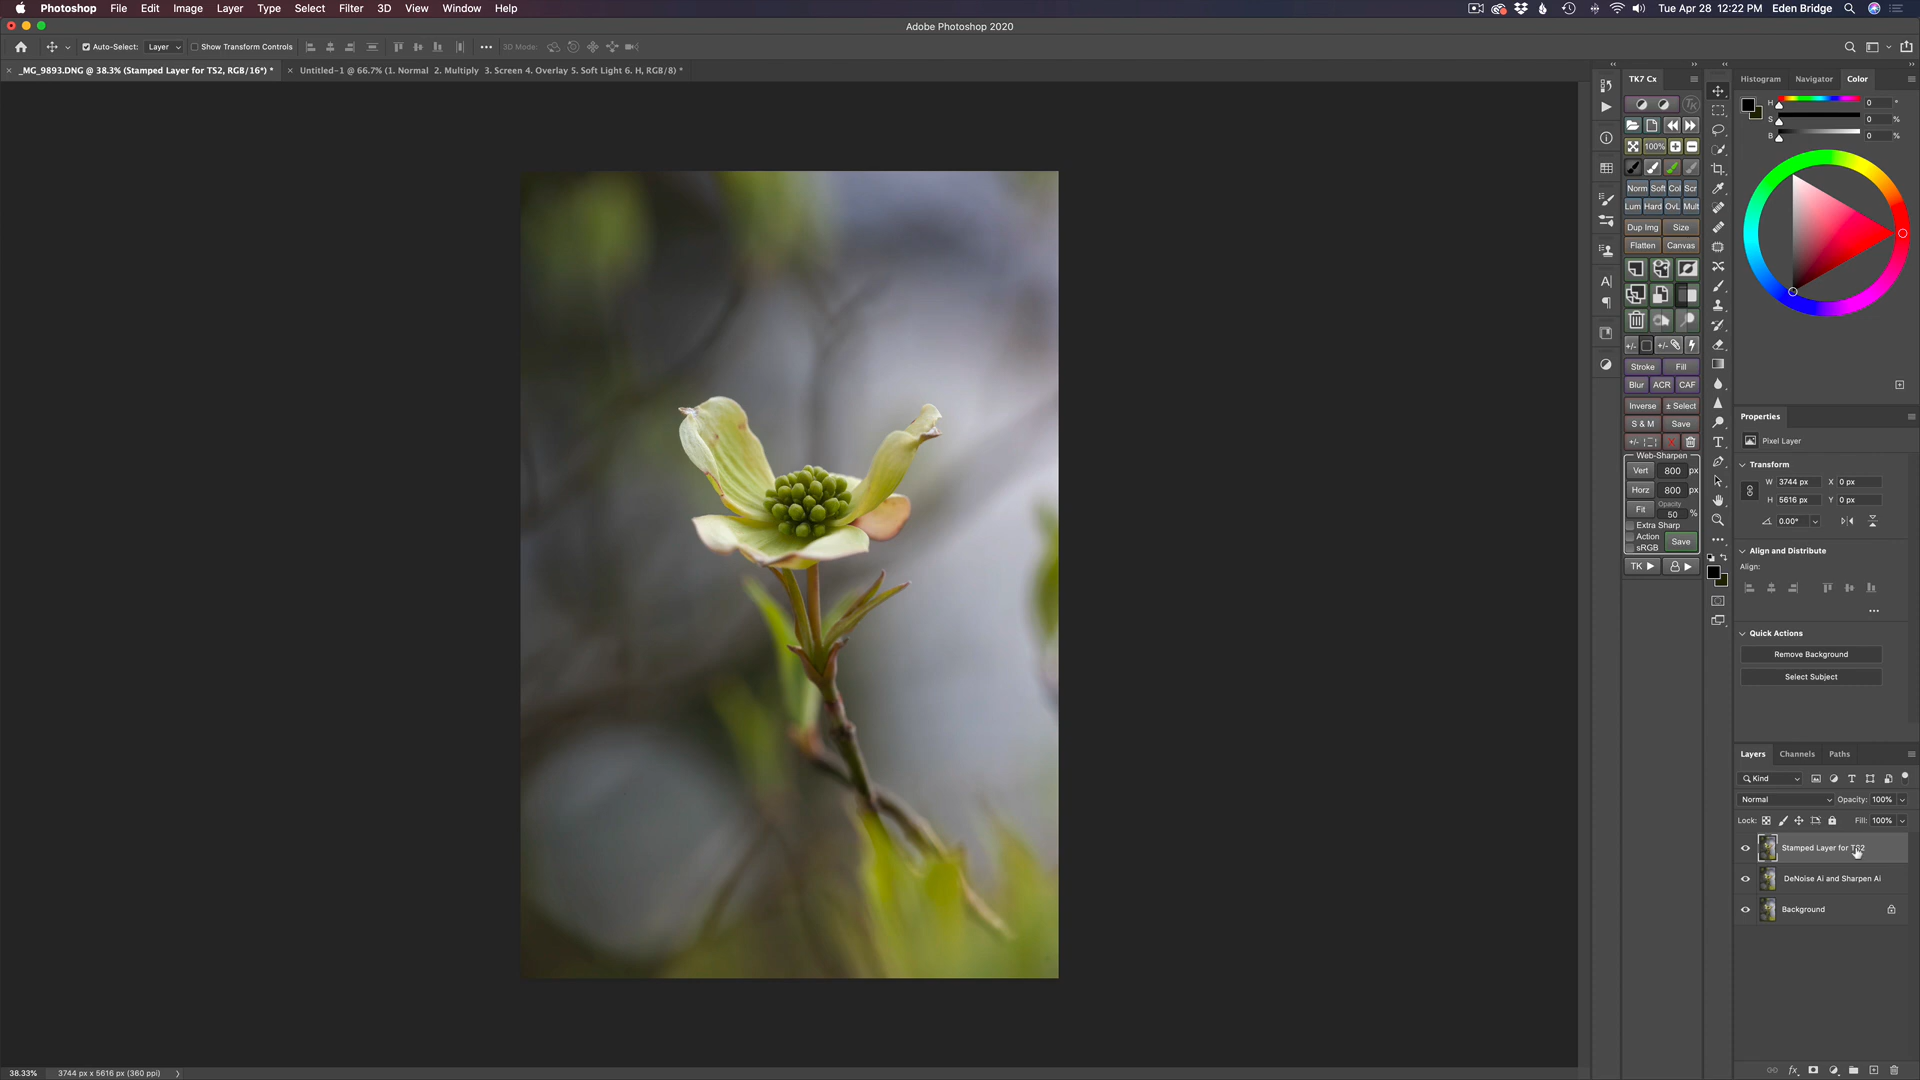 Photoshop File Edit Image Layer Type Select Filter 3D View Window Help Tue Apr 28 12:22 PM Eden Bridge
Adobe Photoshop 2020
Auto-Select: Layer Show Transform Controls 3D Mode:
× _MG_9893.DNG @ 38.3% (Stamped Layer for TS2, RGB/16*) * × Untitled-1 @ 66.7% (1. Normal 2. Multiply 3. Screen 4. Overlay 5. Soft Light 6. H, RGB/8) *
TK7 Cx
TK
100%
Norm Soft Col Scr
Lum Hard OvL Mult
Dup Img Size
Flatten Canvas
+/- +/-
Stroke Fill
Blur ACR CAF
Inverse ± Select
S & M Save
+/- X
Web-Sharpen
Vert 800 px
Horz 800 px
Opacity
Fit 50 %
Extra Sharp
Action
sRGB
Save
TK
Histogram Navigator Color
H 0 °
S 0 %
B 0 %
Properties
Pixel Layer
Transform
W 3744 px X 0 px
H 5616 px Y 0 px
0.00°
Align and Distribute
Align:
Quick Actions
Remove Background
Select Subject
Layers Channels Paths
Kind
Normal Opacity: 100%
Lock: Fill: 100%
Stamped Layer for TS2
DeNoise Ai and Sharpen Ai
Background
fx
38.33% 3744 px x 5616 px (360 ppi)